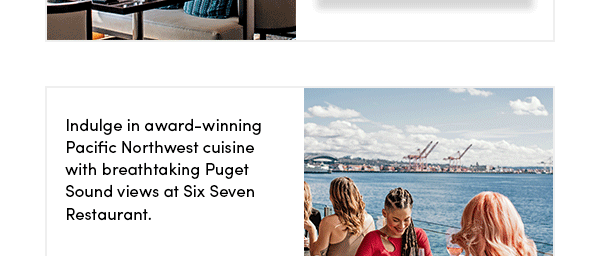 Indulge in award-winning
Pacific Northwest cuisine
with breathtaking Puget
Sound views at Six Seven
Restaurant.